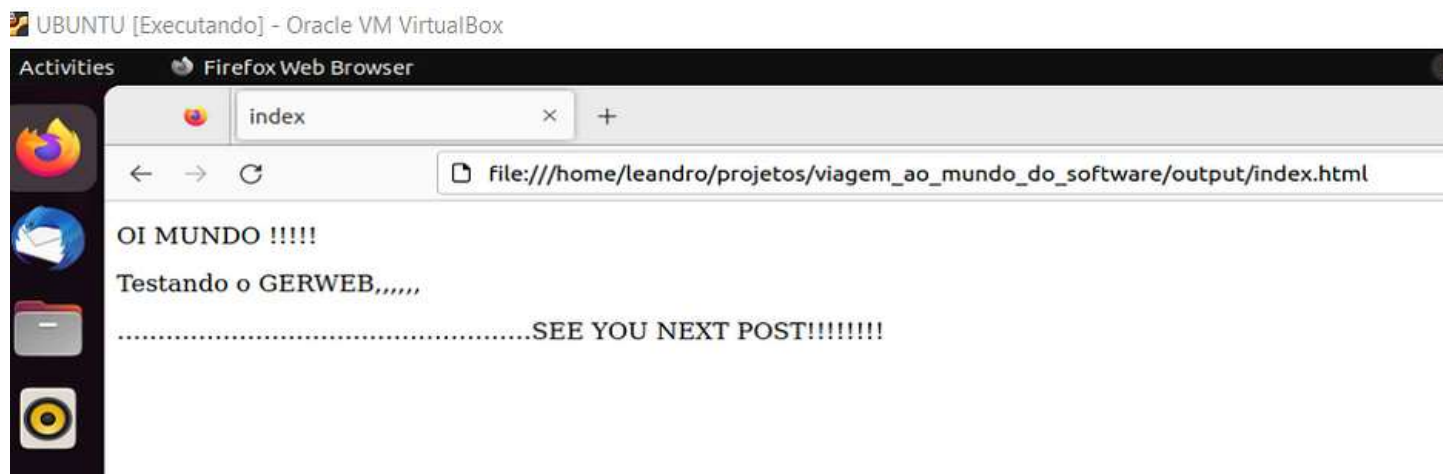 UBUNTU [Executando] - Oracle VM VirtualBox
Activities Firefox Web Browser
index
file:///home/leandro/projetos/viagem_ao_mundo_do_software/output/index.html
OI MUNDO !!!!!
Testando o GERWEB,,,,,,
...................................................SEE YOU NEXT POST!!!!!!!!